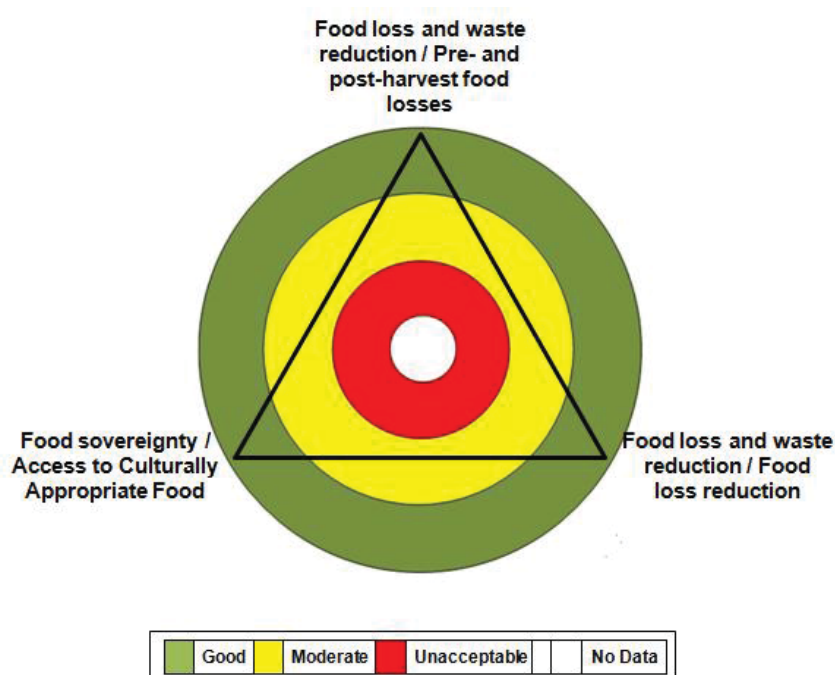 Food loss and waste
reduction / Pre- and
post-harvest food
losses
Food sovereignty /
Access to Culturally
Appropriate Food
Food loss and waste
reduction / Food
loss reduction
Good Moderate Unacceptable No Data